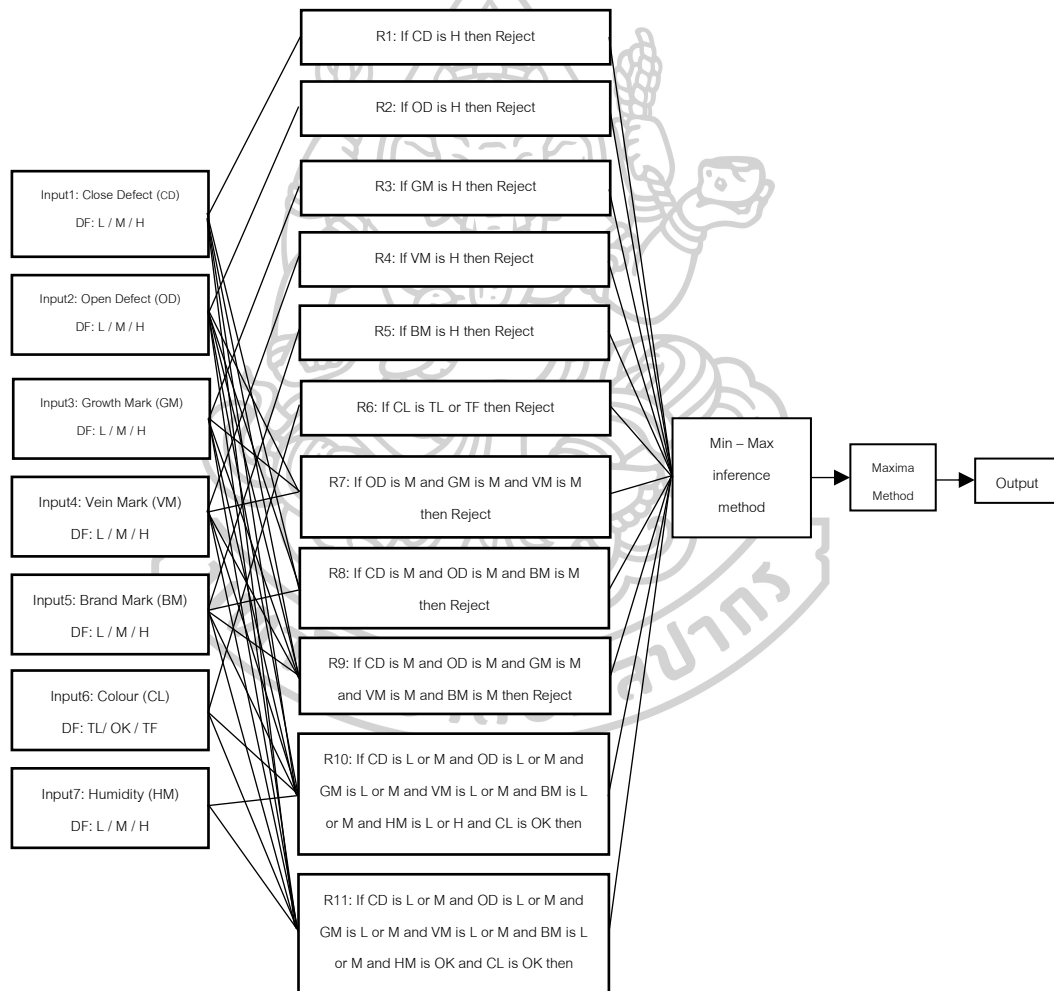 Input1: Close Defect (CD)
DF: L / M / H
Input2: Open Defect (OD)
DF: L / M / H
Input3: Growth Mark (GM)
DF: L / M / H
Input4: Vein Mark (VM)
DF: L / M / H
Input5: Brand Mark (BM)
DF: L / M / H
Input6: Colour (CL)
DF: TL/ OK / TF
Input7: Humidity (HM)
DF: L / M / H
R1: If CD is H then Reject
R2: If OD is H then Reject
R3: If GM is H then Reject
R4: If VM is H then Reject
R5: If BM is H then Reject
R6: If CL is TL or TF then Reject
R7: If OD is M and GM is M and VM is M
then Reject
R8: If CD is M and OD is M and BM is M
then Reject
R9: If CD is M and OD is M and GM is M
and VM is M and BM is M then Reject
R10: If CD is L or M and OD is L or M and
GM is L or M and VM is L or M and BM is L
or M and HM is L or H and CL is OK then
R11: If CD is L or M and OD is L or M and
GM is L or M and VM is L or M and BM is L
or M and HM is OK and CL is OK then
Min – Max
inference
method
Maxima
Method
Output